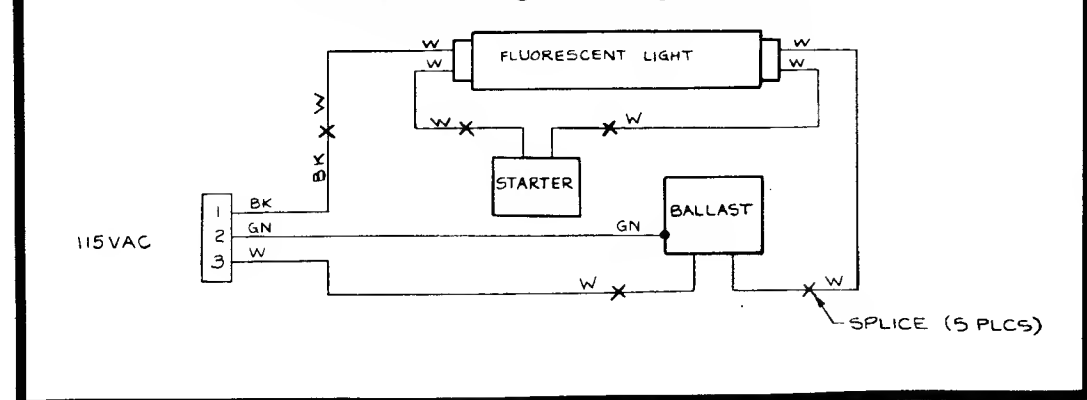 W
W
FLUORESCENT LIGHT
W
W
W
BK
W
W
STARTER
BALLAST
115VAC
1
BK
2
GN
GN
3
W
W
W
SPLICE (5 PLCS)